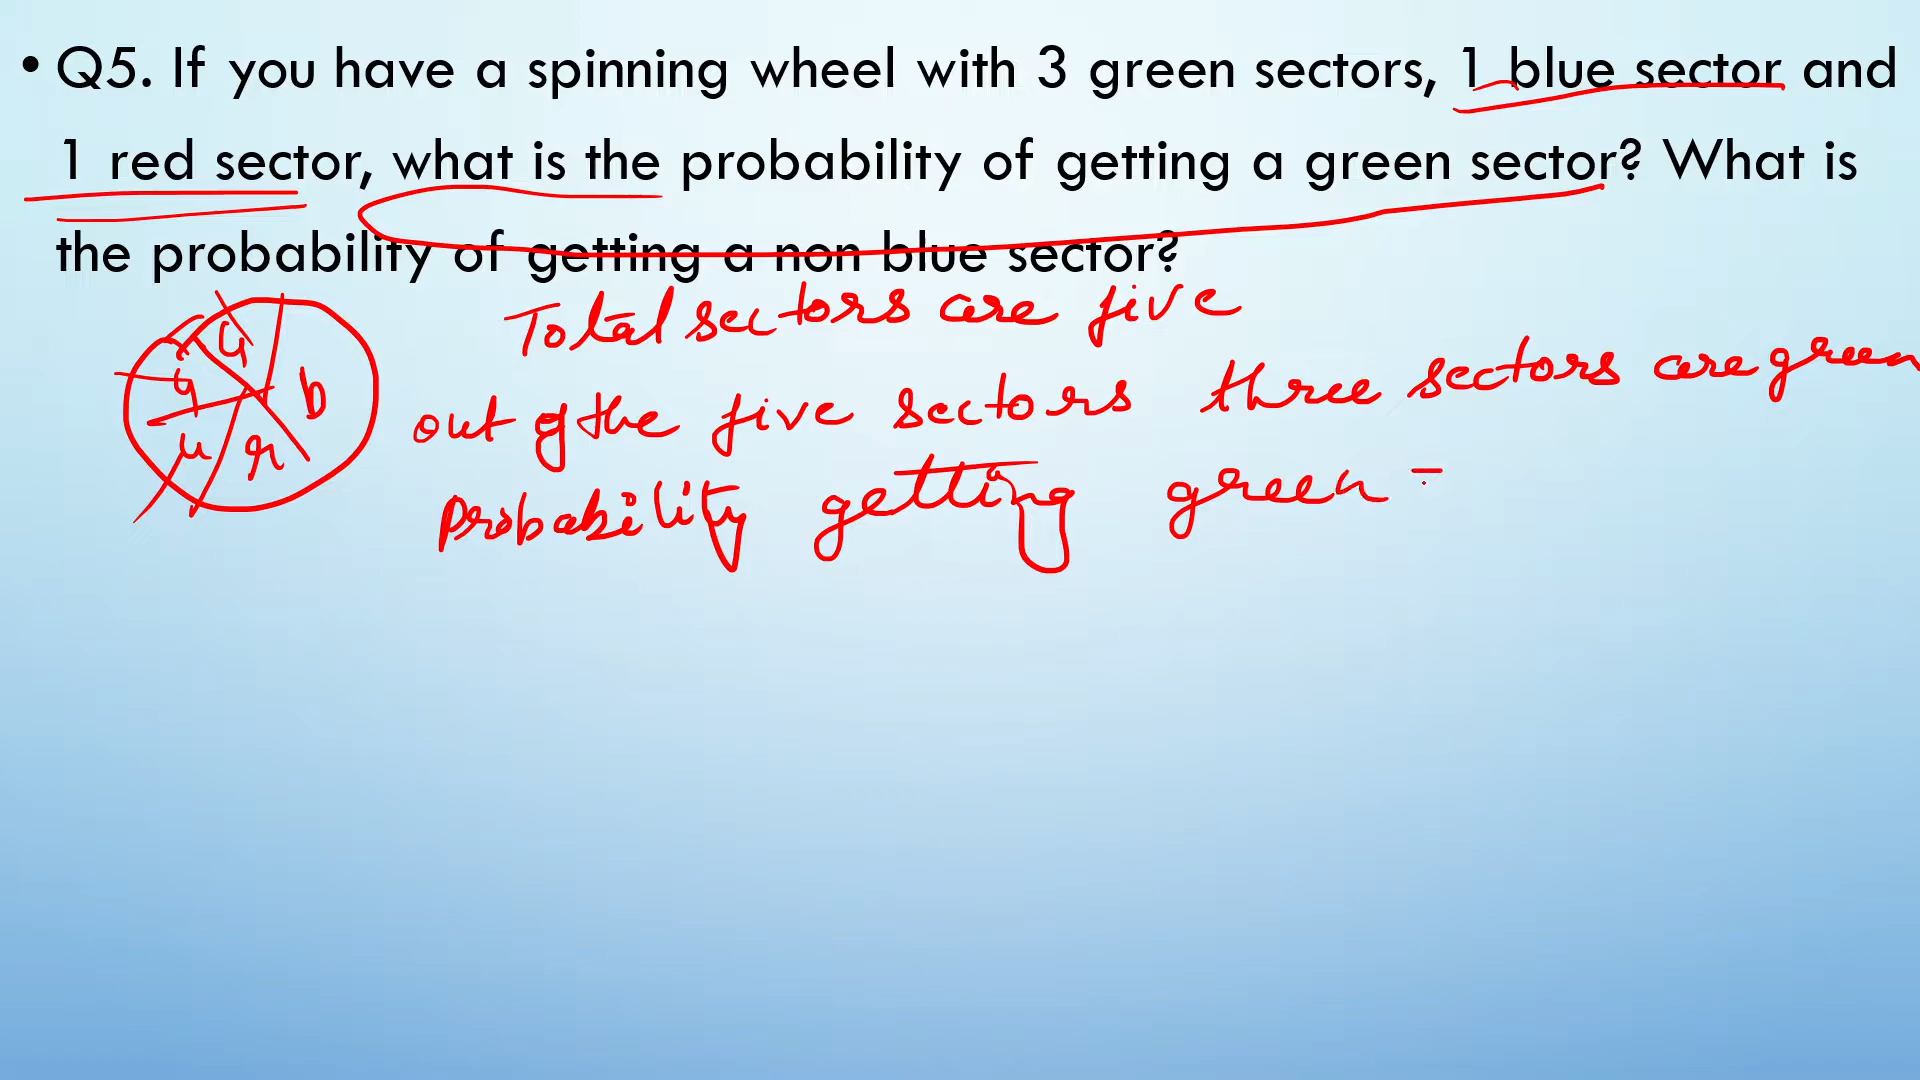 • Q5. If you have a spinning wheel with 3 green sectors, 1 blue sector and
1 red sector, what is the probability of getting a green sector? What is
the probability of getting a non blue sector?
Total sectors are five
out of the five sectors three sectors are green
Probability getting green =
G
b
r